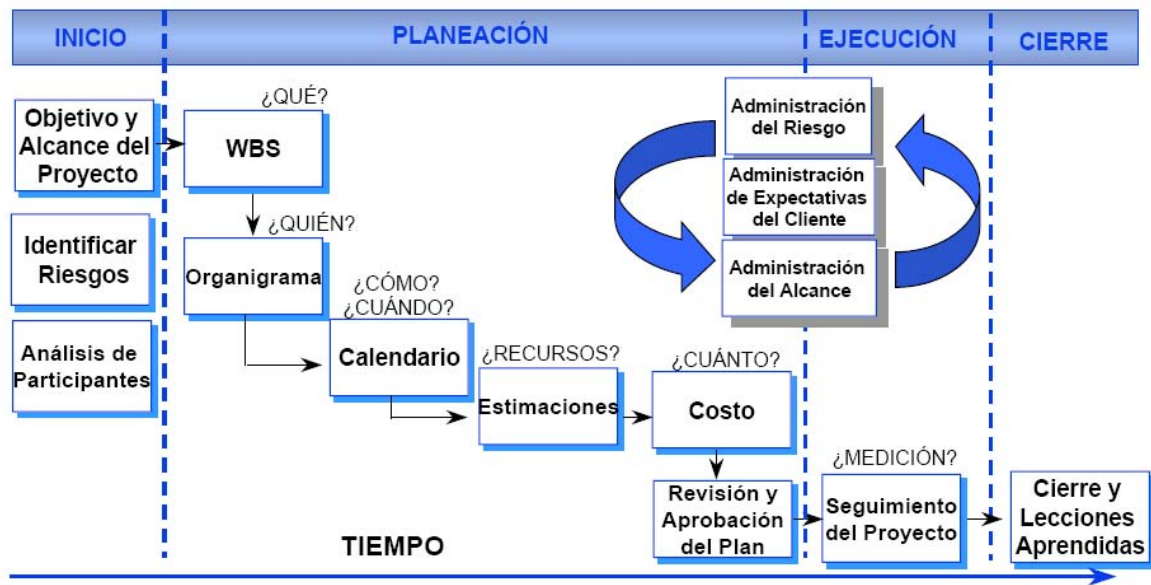 INICIO
PLANEACIÓN
EJECUCIÓN
CIERRE
Objetivo y
Alcance del
Proyecto
Identificar
Riesgos
Análisis de
Participantes
¿QUÉ?
WBS
¿QUIÉN?
Organigrama
¿CÓMO?
¿CUÁNDO?
Calendario
¿RECURSOS?
Estimaciones
¿CUÁNTO?
Costo
Revisión y
Aprobación
del Plan
Administración
del Riesgo
Administración
de Expectativas
del Cliente
Administración
del Alcance
¿MEDICIÓN?
Seguimiento
del Proyecto
Cierre y
Lecciones
Aprendidas
TIEMPO